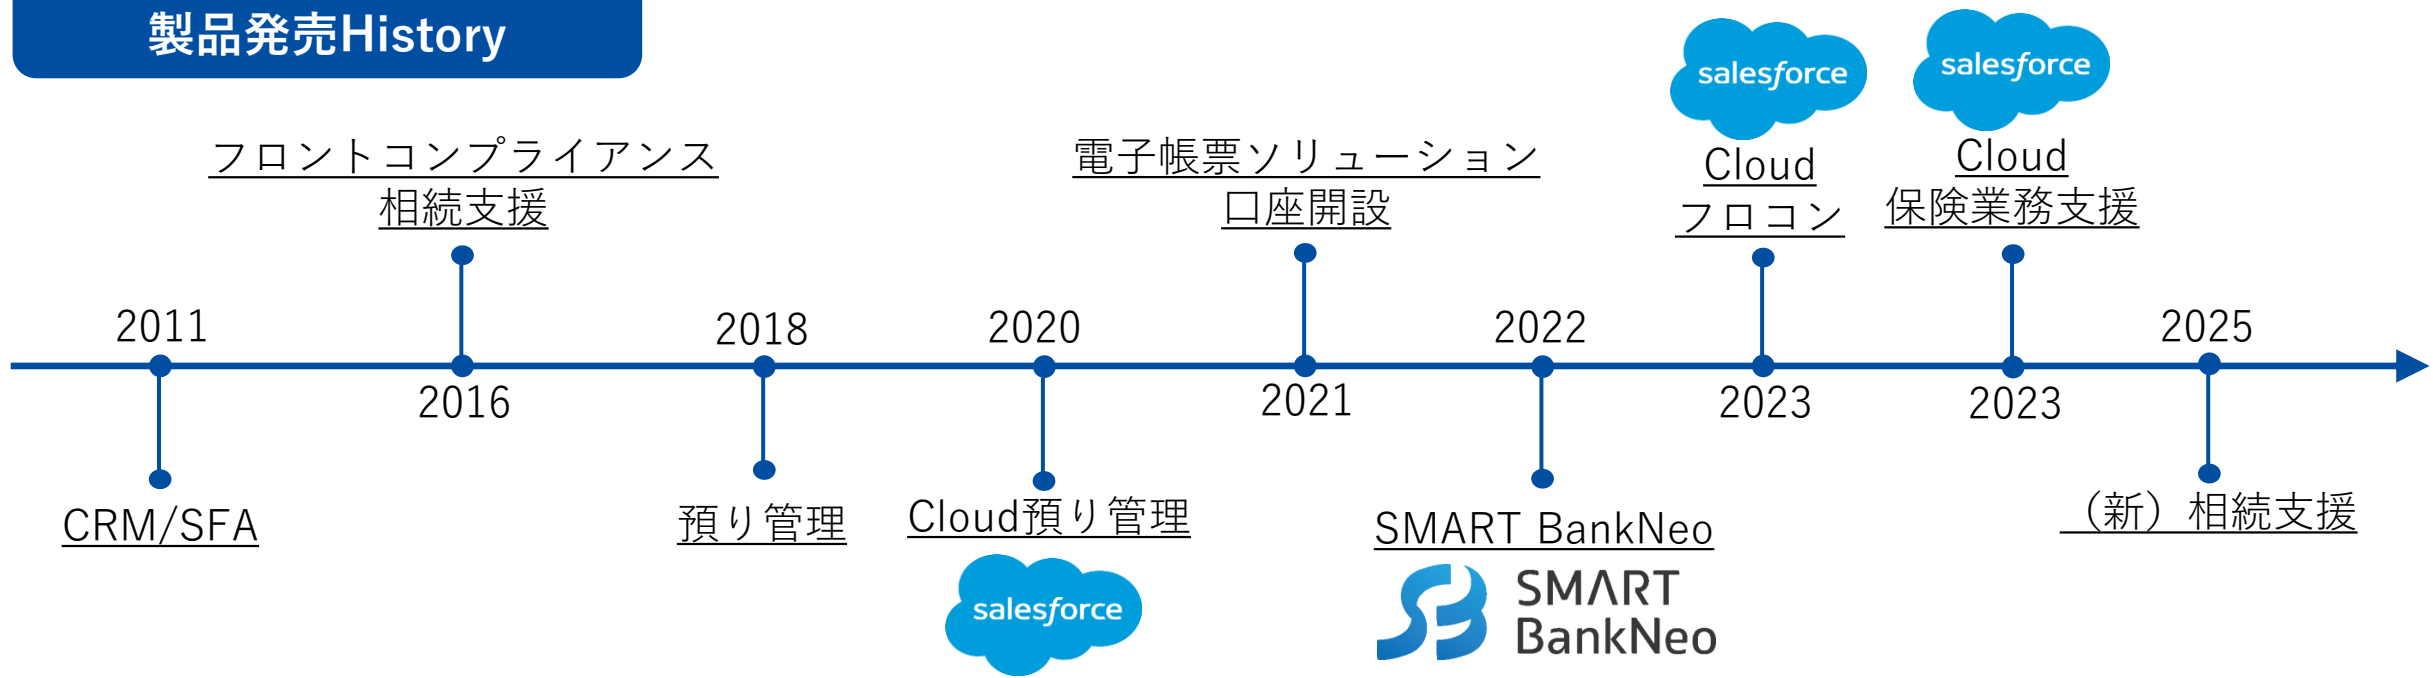 製品発売History
salesforce
salesforce
フロントコンプライアンス
相続支援
電子帳票ソリューション
口座開設
Cloud
フロコン
Cloud
保険業務支援
2011
2016
2018
2020
2021
2022
2023
2023
2025
CRM/SFA
預り管理
Cloud預り管理
salesforce
SMART BankNeo
SMART
BankNeo
（新）相続支援